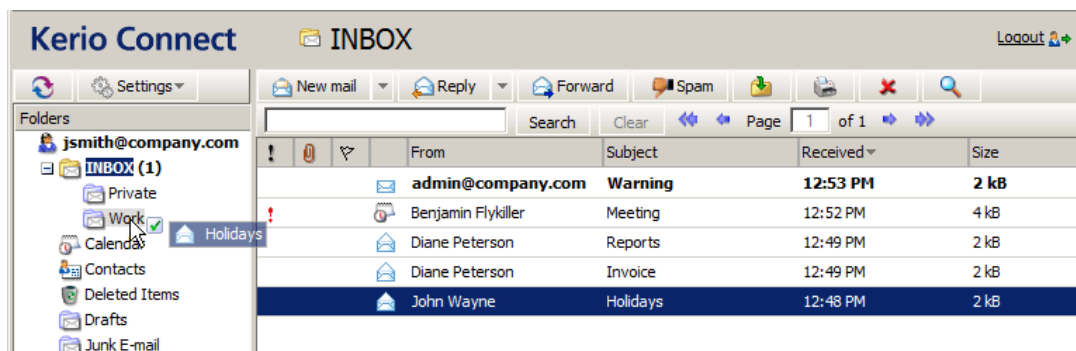 Kerio Connect INBOX Logout
Settings New mail Reply Forward Spam
Folders Search Clear Page 1 of 1
jsmith@company.com ! From Subject Received Size
INBOX (1) admin@company.com Warning 12:53 PM 2 kB
Private
Work ! Benjamin Flykiller Meeting 12:52 PM 4 kB
Holidays
Calendar Diane Peterson Reports 12:49 PM 2 kB
Contacts Diane Peterson Invoice 12:49 PM 2 kB
Deleted Items John Wayne Holidays 12:48 PM 2 kB
Drafts
Junk E-mail